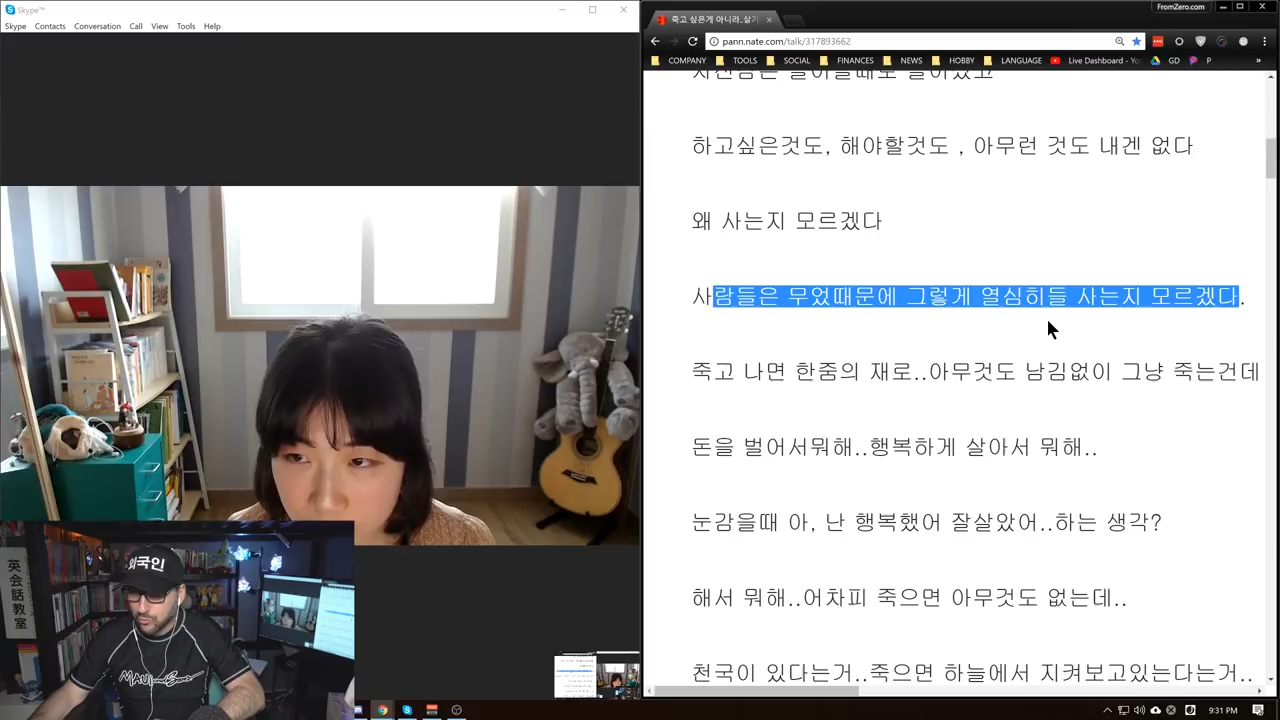 Skype™
Skype Contacts Conversation Call View Tools Help
FromZero.com
죽고 싶은게 아니라..살기
pann.nate.com/talk/317893662
COMPANY TOOLS SOCIAL FINANCES NEWS HOBBY LANGUAGE Live Dashboard - Yo GD P »
하고싶은것도, 해야할것도 , 아무런 것도 내겐 없다
왜 사는지 모르겠다
사람들은 무었때문에 그렇게 열심히들 사는지 모르겠다.
죽고 나면 한줌의 재로..아무것도 남김없이 그냥 죽는건데
돈을 벌어서뭐해..행복하게 살아서 뭐해..
눈감을때 아, 난 행복했어 잘살았어..하는 생각?
해서 뭐해..어차피 죽으면 아무것도 없는데..
천국이 있다는거..죽으면 하늘에서 지켜보고있는다는거..
외국인
英会話教室
9:31 PM